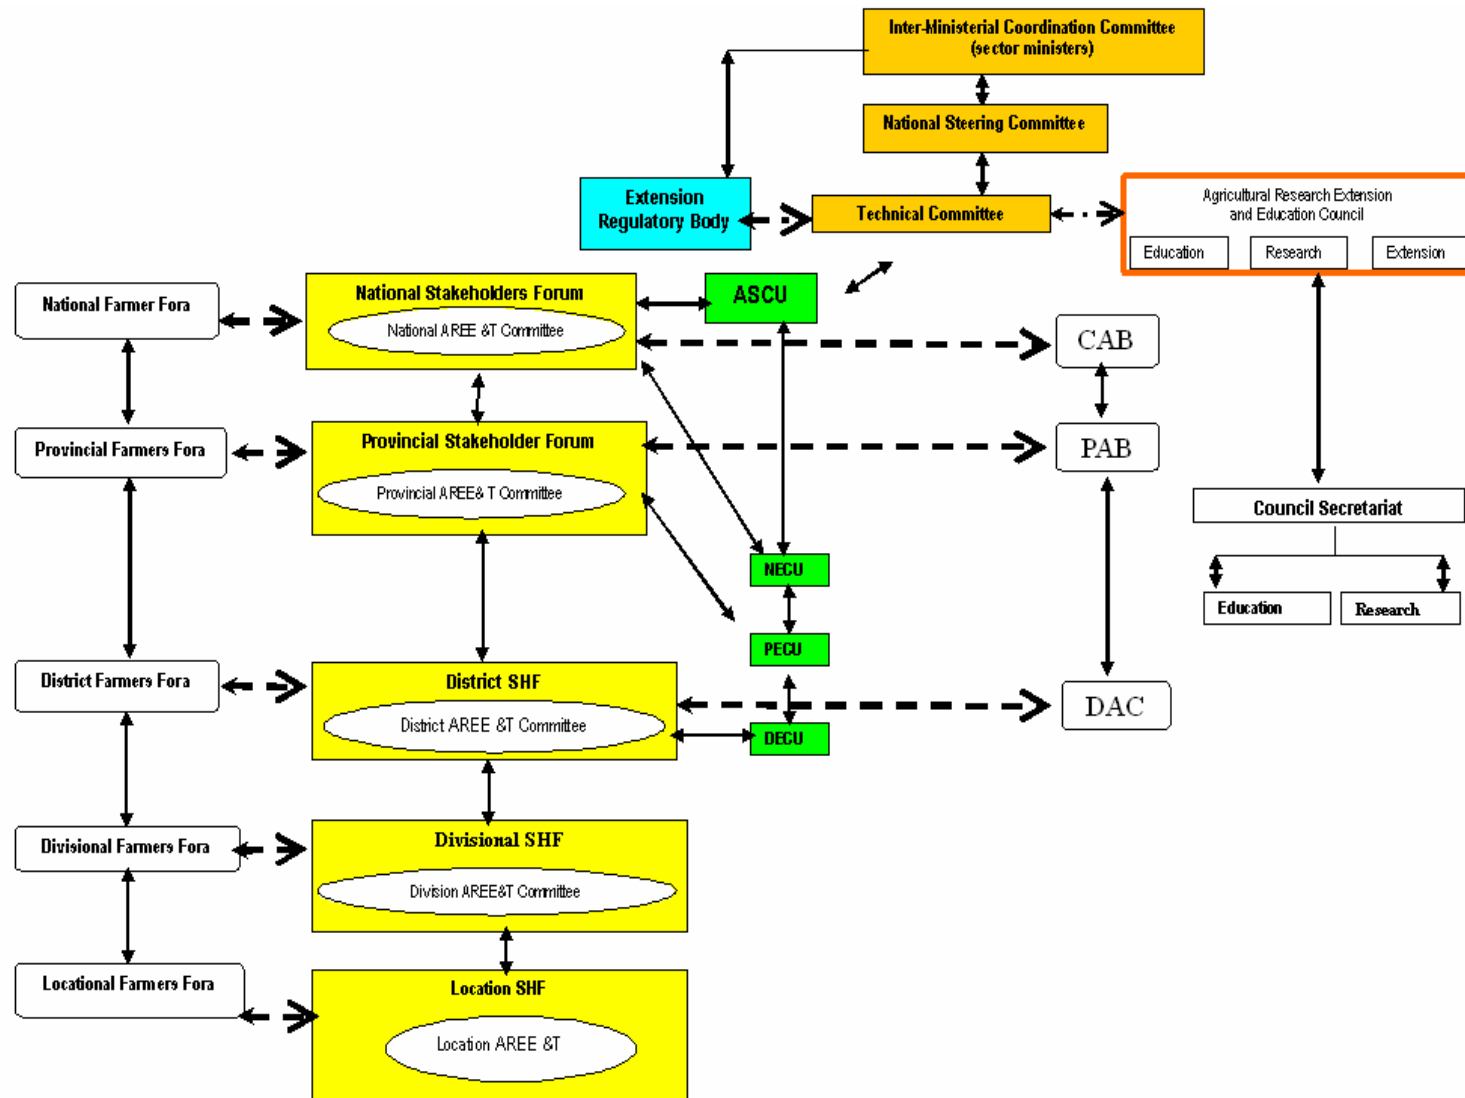 Inter-Ministerial Coordination Committee
(sector ministers)
National Steering Committee
Extension
Regulatory Body
Technical Committee
Agricultural Research Extension
and Education Council
Education
Research
Extension
National Farmer Fora
National Stakeholders Forum
National AREE &T Committee
ASCU
CAB
Provincial Farmers Fora
Provincial Stakeholder Forum
Provincial AREE& T Committee
PAB
Council Secretariat
NECU
Education
Research
PECU
District Farmers Fora
District SHF
District AREE &T Committee
DECU
DAC
Divisional Farmers Fora
Divisional SHF
Division AREE&T Committee
Locational Farmers Fora
Location SHF
Location AREE &T